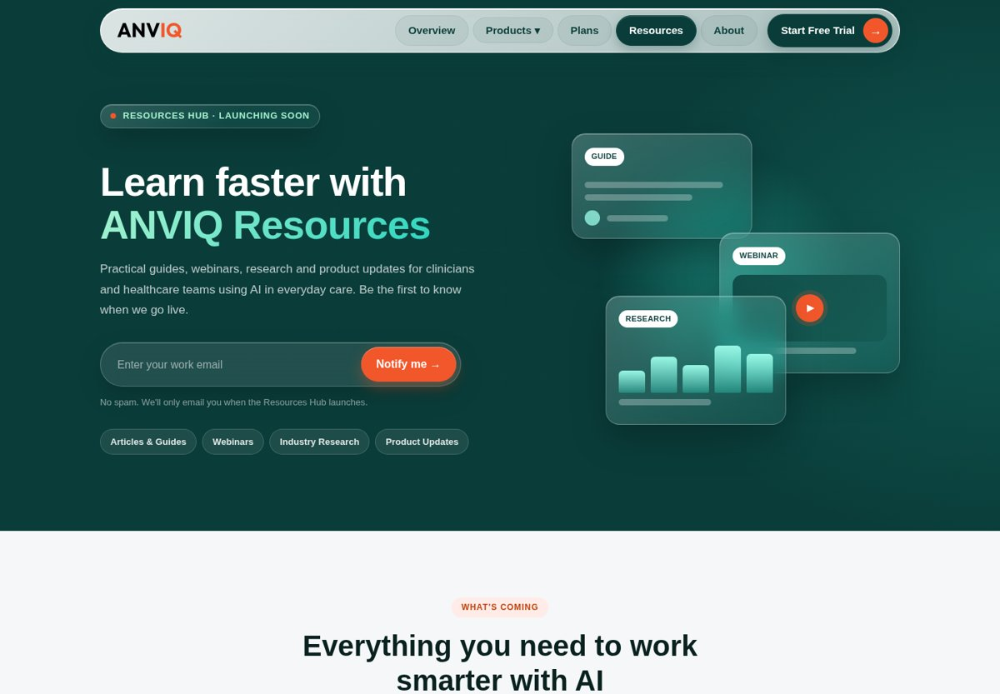 ANVIQ
Overview
Products ▾
Plans
Resources
About
Start Free Trial →
RESOURCES HUB · LAUNCHING SOON
Learn faster with
ANVIQ Resources
Practical guides, webinars, research and product updates for clinicians
and healthcare teams using AI in everyday care. Be the first to know
when we go live.
Enter your work email
Notify me →
No spam. We'll only email you when the Resources Hub launches.
Articles & Guides
Webinars
Industry Research
Product Updates
GUIDE
WEBINAR
RESEARCH
WHAT'S COMING
Everything you need to work
smarter with AI